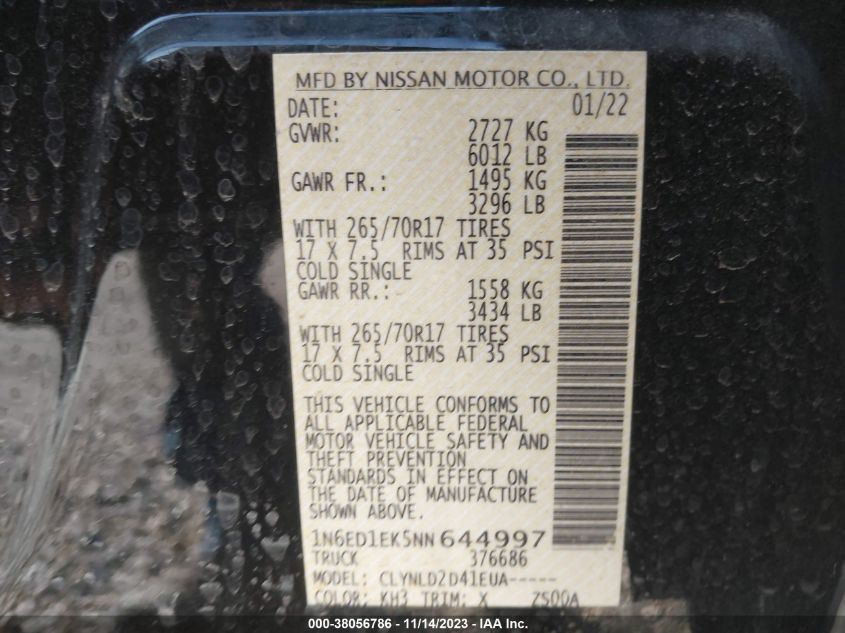 MFD BY NISSAN MOTOR CO., LTD.
DATE: 01/22
GVWR: 2727 KG
6012 LB
GAWR FR.: 1495 KG
3296 LB
WITH 265/70R17 TIRES
17 X 7.5 RIMS AT 35 PSI
COLD SINGLE
GAWR RR.: 1558 KG
3434 LB
WITH 265/70R17 TIRES
17 X 7.5 RIMS AT 35 PSI
COLD SINGLE
THIS VEHICLE CONFORMS TO
ALL APPLICABLE FEDERAL
MOTOR VEHICLE SAFETY AND
THEFT PREVENTION
STANDARDS IN EFFECT ON
THE DATE OF MANUFACTURE
SHOWN ABOVE.
1N6ED1EK5NN644997
TRUCK 376686
MODEL: CLYNLD2D41EUA-----
COLOR: KH3 TRIM: X ZS00A
000-38056786 - 11/14/2023 - IAA, Inc.